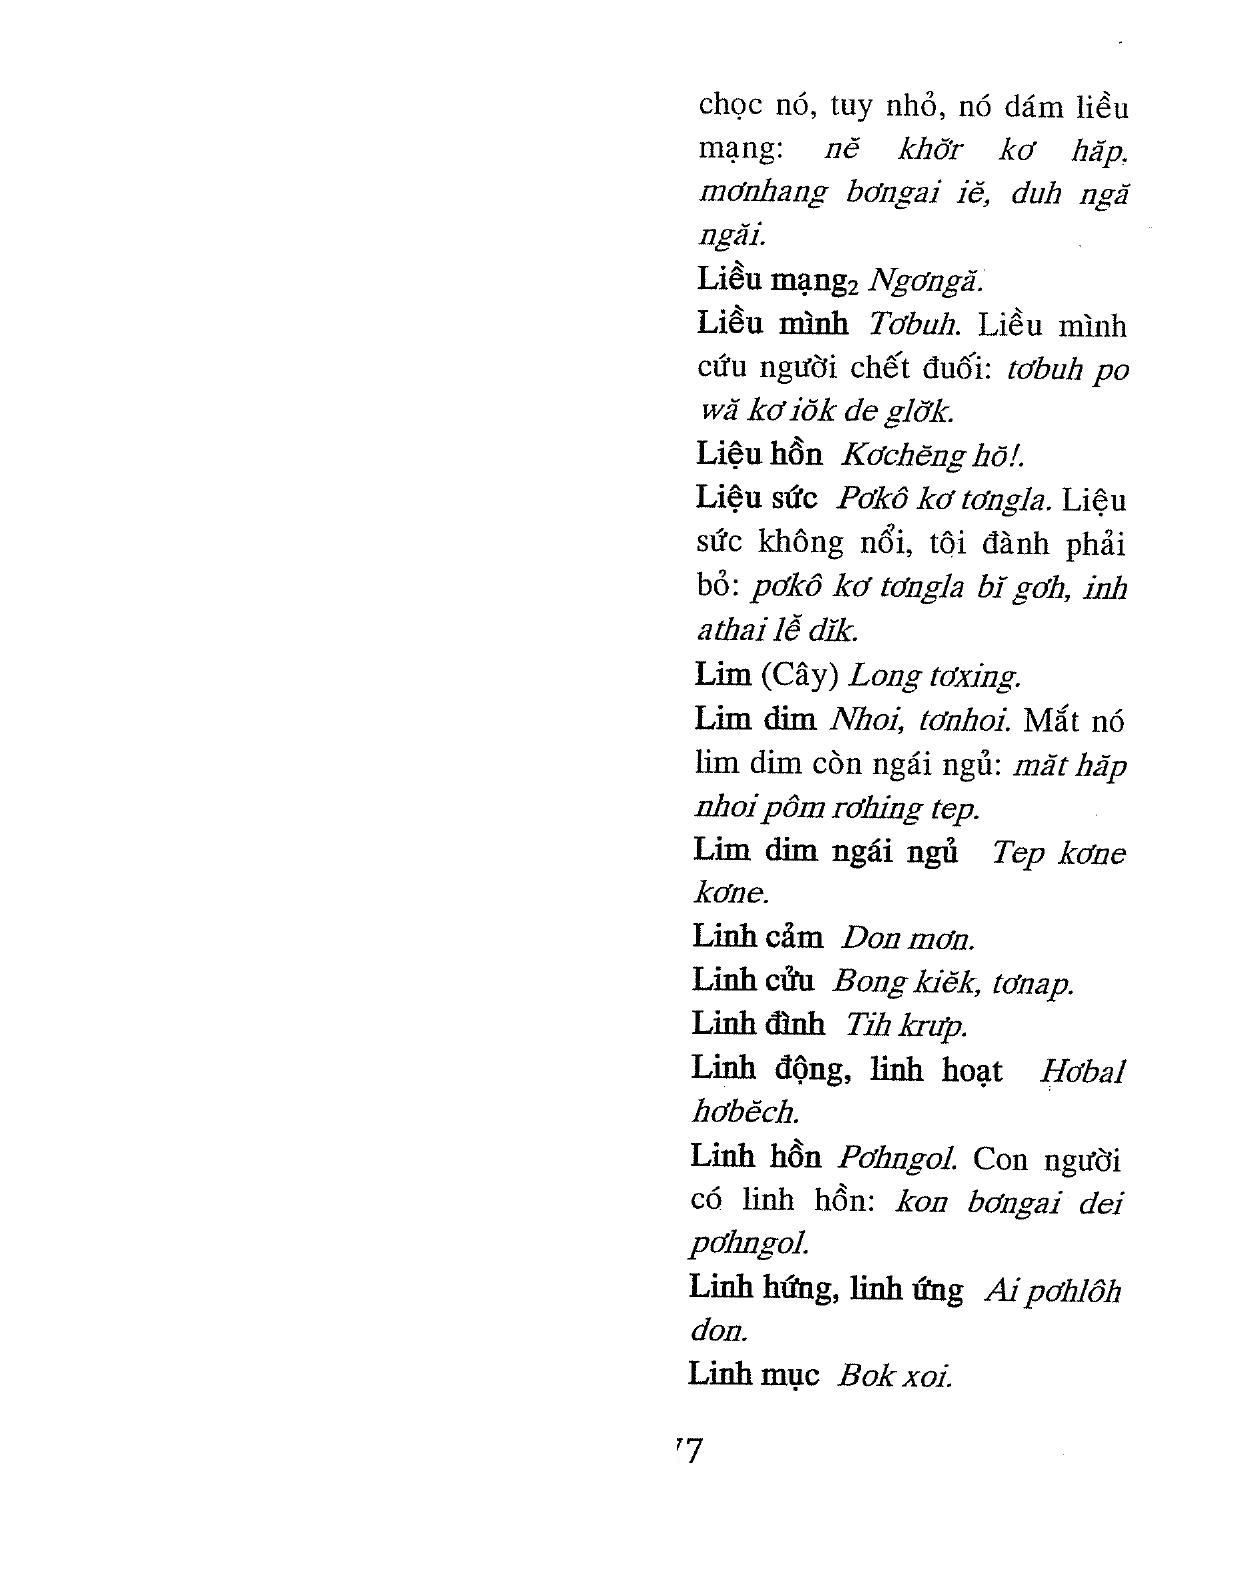 chọc nó, tuy nhỏ, nó dám liều
mạng: nĕ khơ̆r kơ hăp.
mơnhang bơngai iĕ, duh ngă
ngăi.
Liều mạng₂ Ngơngă.
Liều mình Tơbuh. Liều mình
cứu người chết đuối: tơbuh po
wă kơ iŏk de glơ̆k.
Liệu hồn Kơchĕng hŏ!.
Liệu sức Pơkô kơ tơngla. Liệu
sức không nổi, tôi đành phải
bỏ: pơkô kơ tơngla bĭ gơh, inh
athai lê̆ dĭk.
Lim (Cây) Long tơxing.
Lim dim Nhoi, tơnhoi. Mắt nó
lim dim còn ngái ngủ: măt hăp
nhoi pôm rơhing tep.
Lim dim ngái ngủ Tep kơne
kơne.
Linh cảm Don mơn.
Linh cửu Bong kiĕk, tơnap.
Linh đình Tih krưp.
Linh động, linh hoạt Hơbal
hơbĕch.
Linh hồn Pơhngol. Con người
có linh hồn: kon bơngai dei
pơhngol.
Linh hứng, linh ứng Ai pơhlôh
don.
Linh mục Bok xoi.
7